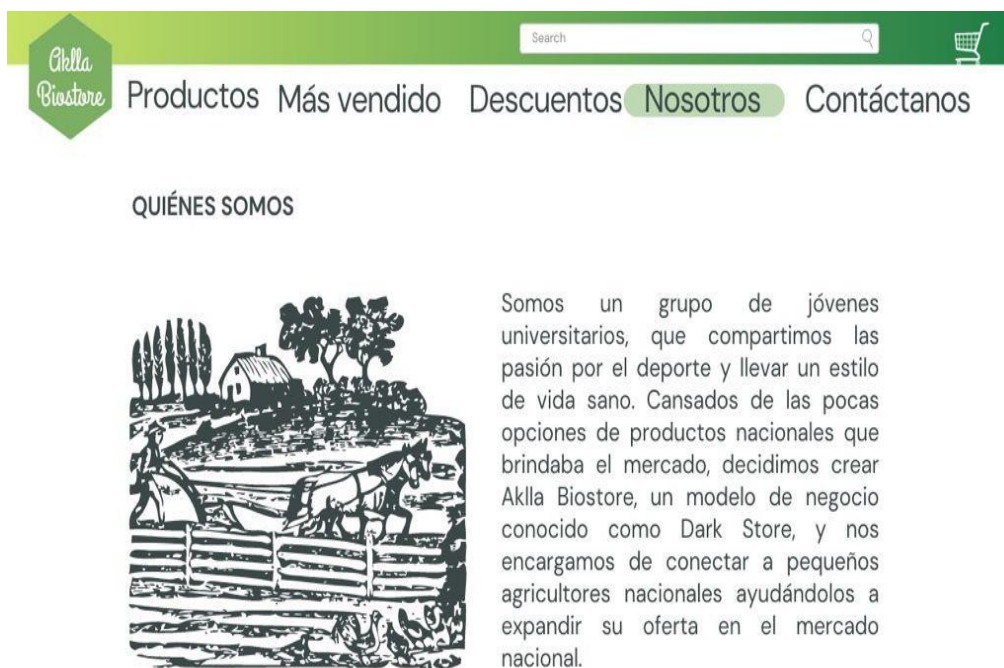 Search
Aklla
Biostore
Productos Más vendido Descuentos Nosotros Contáctanos
QUIÉNES SOMOS
Somos un grupo de jóvenes
universitarios, que compartimos las
pasión por el deporte y llevar un estilo
de vida sano. Cansados de las pocas
opciones de productos nacionales que
brindaba el mercado, decidimos crear
Aklla Biostore, un modelo de negocio
conocido como Dark Store, y nos
encargamos de conectar a pequeños
agricultores nacionales ayudándolos a
expandir su oferta en el mercado
nacional.